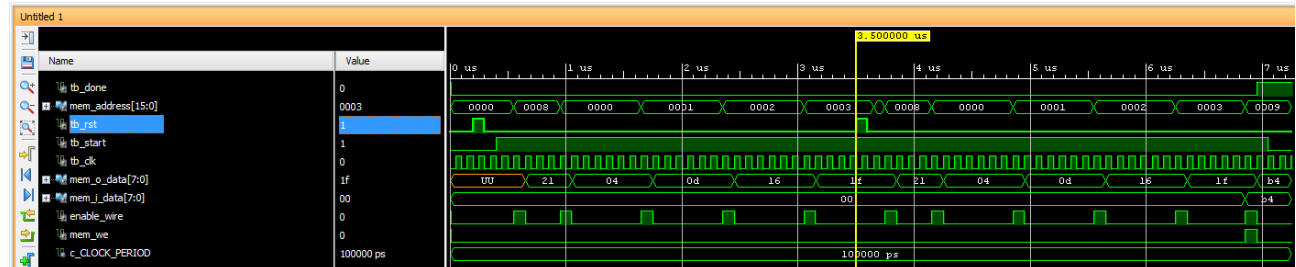 Untitled 1
3.500000 us
Name Value
0 us 1 us 2 us 3 us 4 us 5 us 6 us 7 us
tb_done 0
mem_address[15:0] 0003 0000 0008 0000 0001 0002 0003 0008 0000 0001 0002 0003 0009
tb_rst 1
tb_start 1
tb_clk 0
mem_o_data[7:0] 1f UU 21 04 0d 16 1f 21 04 0d 16 1f b4
mem_i_data[7:0] 00 00 b4
enable_wire 0
mem_we 0
c_CLOCK_PERIOD 100000 ps 100000 ps